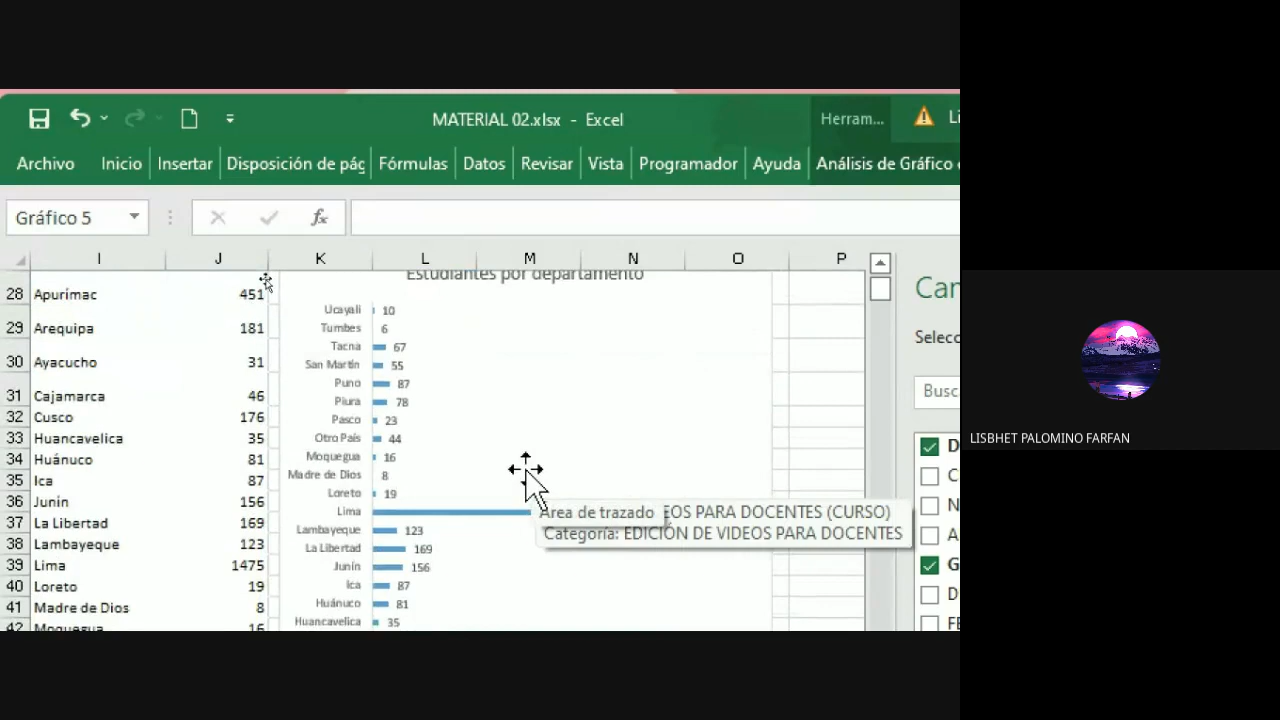 MATERIAL 02.xlsx - Excel
Herram...
Archivo Inicio Insertar Disposición de pág Fórmulas Datos Revisar Vista Programador Ayuda Análisis de Gráfico
Gráfico 5
fx
I J K L M N O P
28 Apurímac 451
29 Arequipa 181
30 Ayacucho 31
31 Cajamarca 46
32 Cusco 176
33 Huancavelica 35
34 Huánuco 81
35 Ica 87
36 Junín 156
37 La Libertad 169
38 Lambayeque 123
39 Lima 1475
40 Loreto 19
41 Madre de Dios 8
42 Moquegua 16
Estudiantes por departamento
Ucayali 10
Tumbes 6
Tacna 67
San Martín 55
Puno 87
Piura 78
Pasco 23
Otro País 44
Moquegua 16
Madre de Dios 8
Loreto 19
Lima
Lambayeque 123
La Libertad 169
Junín 156
Ica 87
Huánuco 81
Huancavelica 35
Área de trazado EOS PARA DOCENTES (CURSO)
Categoría: EDICIÓN DE VIDEOS PARA DOCENTES
Selecc
Busc
LISBHET PALOMINO FARFAN